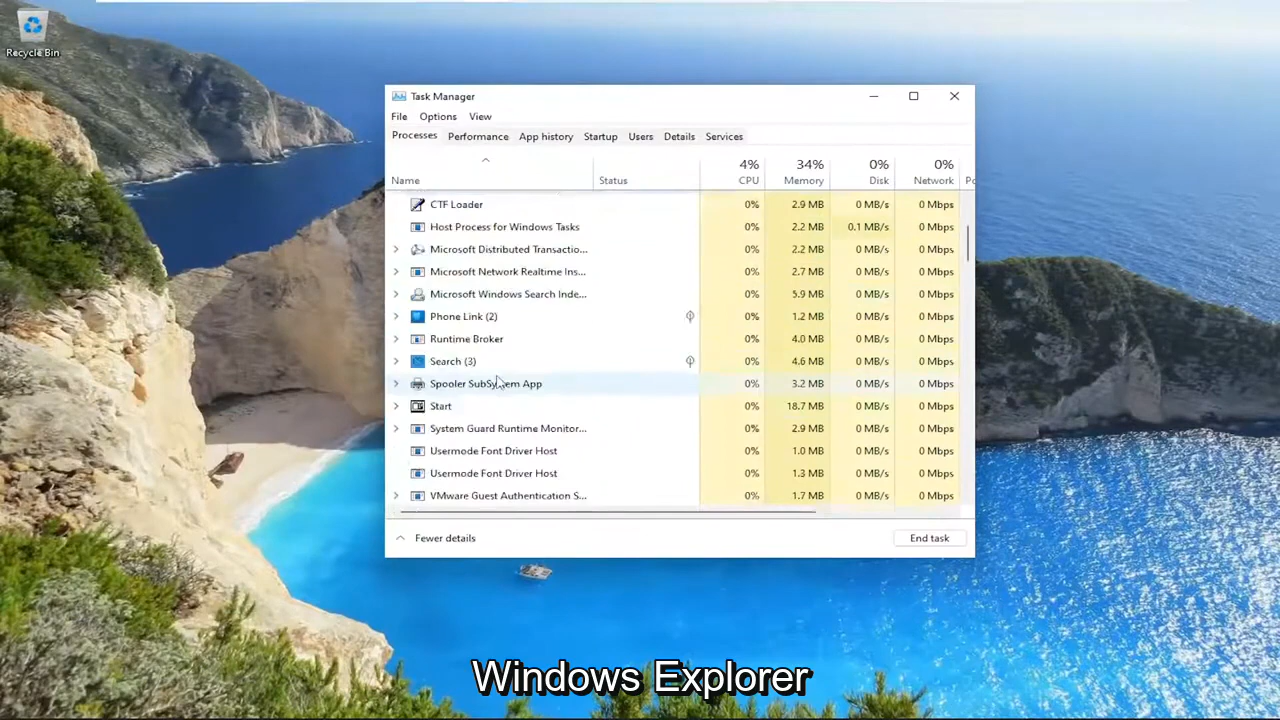 Recycle Bin
Task Manager
File Options View
Processes Performance App history Startup Users Details Services
4% 34% 0% 0%
Name Status CPU Memory Disk Network Po
CTF Loader 0% 2.9 MB 0 MB/s 0 Mbps
Host Process for Windows Tasks 0% 2.2 MB 0.1 MB/s 0 Mbps
Microsoft Distributed Transactio... 0% 2.2 MB 0 MB/s 0 Mbps
Microsoft Network Realtime Ins... 0% 2.7 MB 0 MB/s 0 Mbps
Microsoft Windows Search Inde... 0% 5.9 MB 0 MB/s 0 Mbps
Phone Link (2) 0% 1.2 MB 0 MB/s 0 Mbps
Runtime Broker 0% 4.0 MB 0 MB/s 0 Mbps
Search (3) 0% 4.6 MB 0 MB/s 0 Mbps
Spooler SubSystem App 0% 3.2 MB 0 MB/s 0 Mbps
Start 0% 18.7 MB 0 MB/s 0 Mbps
System Guard Runtime Monitor... 0% 2.9 MB 0 MB/s 0 Mbps
Usermode Font Driver Host 0% 1.0 MB 0 MB/s 0 Mbps
Usermode Font Driver Host 0% 1.3 MB 0 MB/s 0 Mbps
VMware Guest Authentication S... 0% 1.7 MB 0 MB/s 0 Mbps
Fewer details End task
Windows Explorer